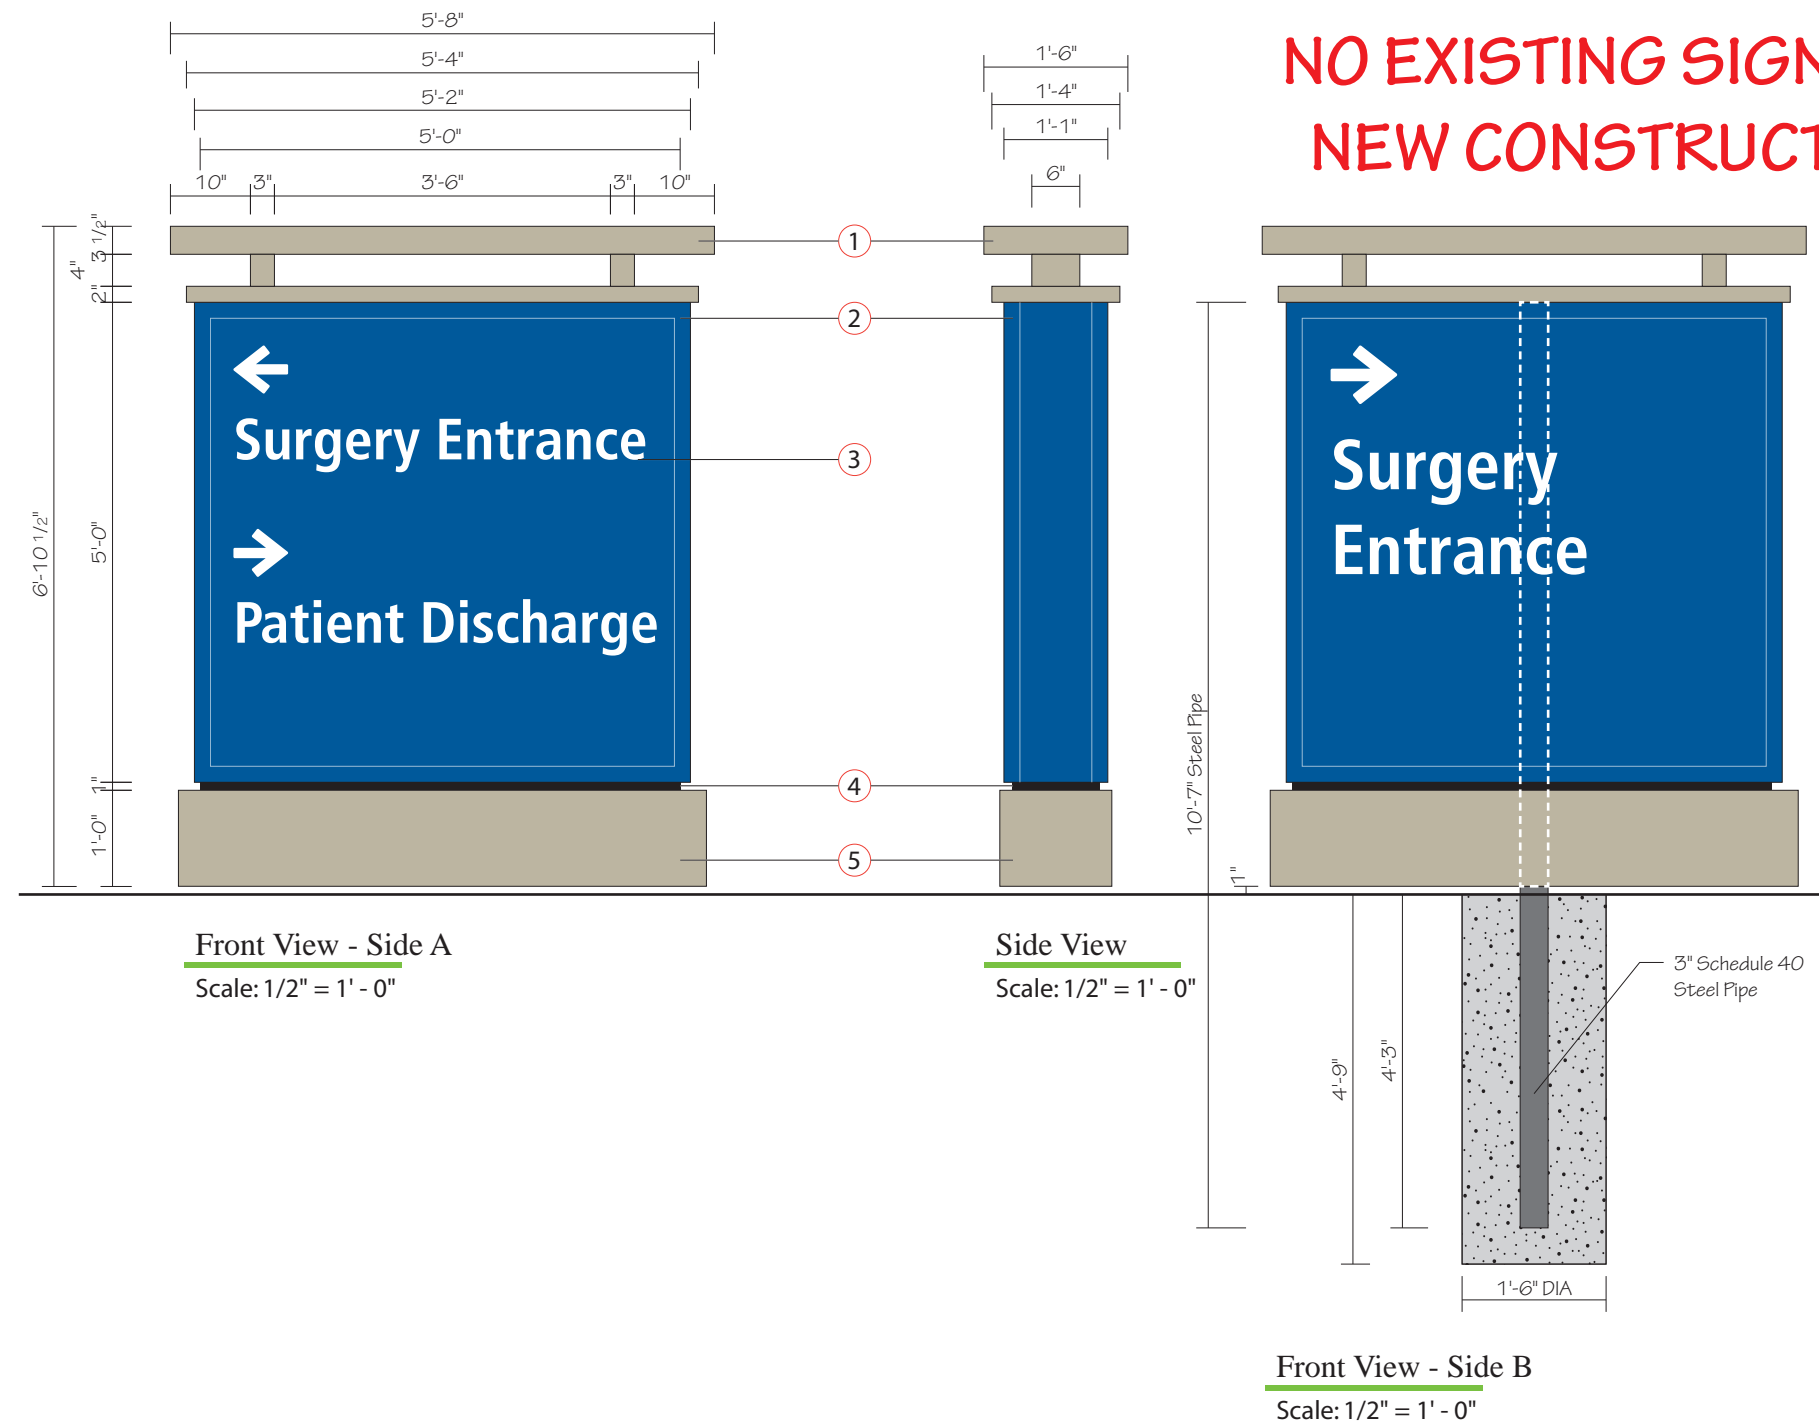 5'-8"
5'-4"
5'-2"
5'-0"
10" 3" 3'-6" 3" 10"
1'-6"
1'-4"
1'-1"
6"
NO EXISTING SIGN
NEW CONSTRUCT
6'-10 1/2"
3 1/2"
4"
2"
5'-0"
1"
1'-0"
1
2
3
4
5
Surgery Entrance
Patient Discharge
Surgery
Entrance
10'-7" Steel Pipe
1"
4'-9"
4'-3"
3" Schedule 40
Steel Pipe
1'-6" DIA
Front View - Side A
Scale: 1/2" = 1' - 0"
Side View
Scale: 1/2" = 1' - 0"
Front View - Side B
Scale: 1/2" = 1' - 0"